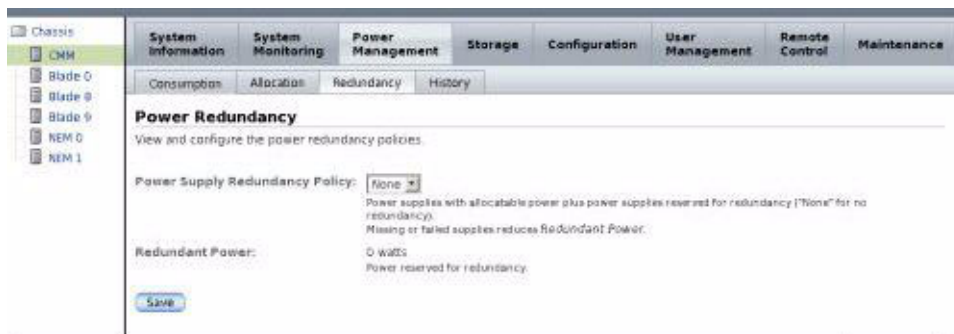 Chassis
CMM
Blade 0
Blade 8
Blade 9
NEM 0
NEM 1
System Information
System Monitoring
Power Management
Storage
Configuration
User Management
Remote Control
Maintenance
Consumption
Allocation
Redundancy
History
Power Redundancy
View and configure the power redundancy policies.
Power Supply Redundancy Policy:
None
Power supplies with allocatable power plus power supplies reserved for redundancy ("None" for no
redundancy).
Missing or failed supplies reduces Redundant Power.
Redundant Power:
0 watts
Power reserved for redundancy.
Save